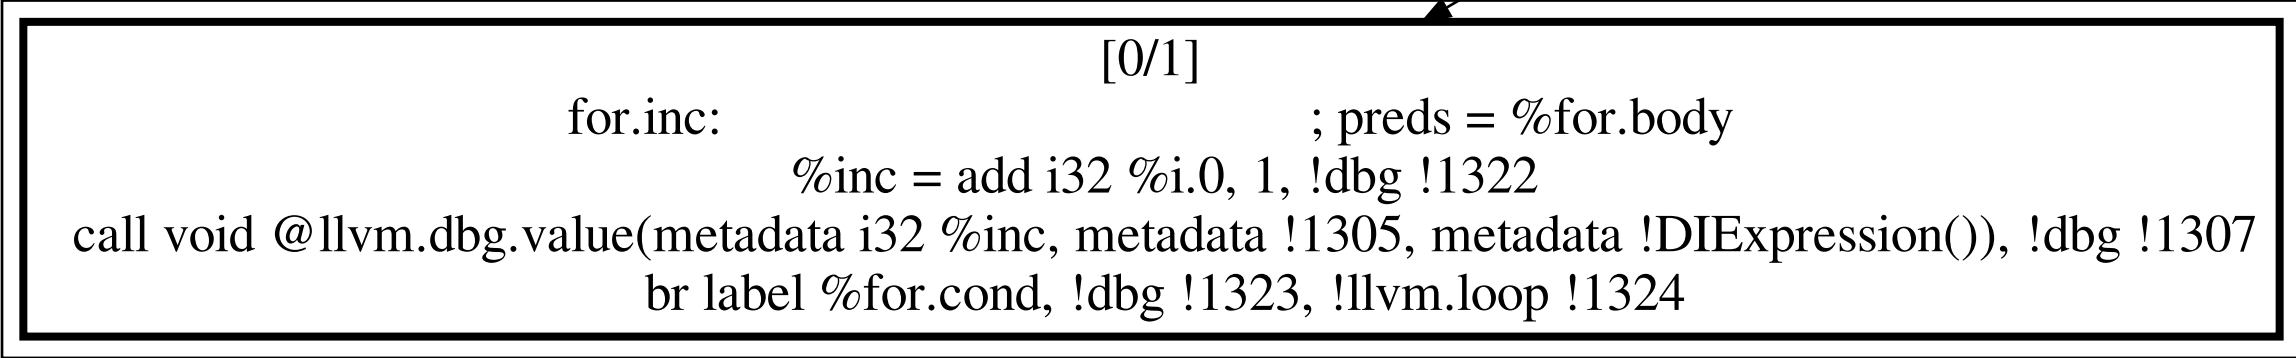 [0/1]
for.inc: ; preds = %for.body
%inc = add i32 %i.0, 1, !dbg !1322
call void @llvm.dbg.value(metadata i32 %inc, metadata !1305, metadata !DIExpression()), !dbg !1307
br label %for.cond, !dbg !1323, !llvm.loop !1324